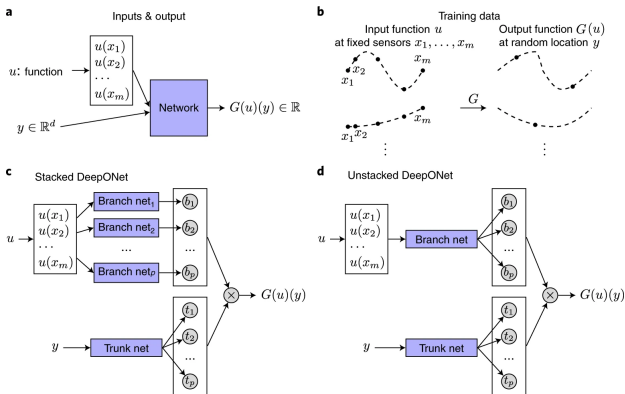 a
Inputs & output
u(x₁)
u(x₂)
...
u(xₘ)
u: function
Network
G(u)(y) ∈ ℝ
y ∈ ℝᵈ
b
Training data
Input function u
at fixed sensors x₁, . . . , xₘ
Output function G(u)
at random location y
x₁
x₂
xₘ
G
x₁
x₂
xₘ
⋮
⋮
c
Stacked DeepONet
u
u(x₁)
u(x₂)
...
u(xₘ)
Branch net₁
Branch net₂
...
Branch netₚ
b₁
b₂
...
bₚ
×
G(u)(y)
y
Trunk net
t₁
t₂
...
tₚ
d
Unstacked DeepONet
u
u(x₁)
u(x₂)
...
u(xₘ)
Branch net
b₁
b₂
...
bₚ
×
G(u)(y)
y
Trunk net
t₁
t₂
...
tₚ